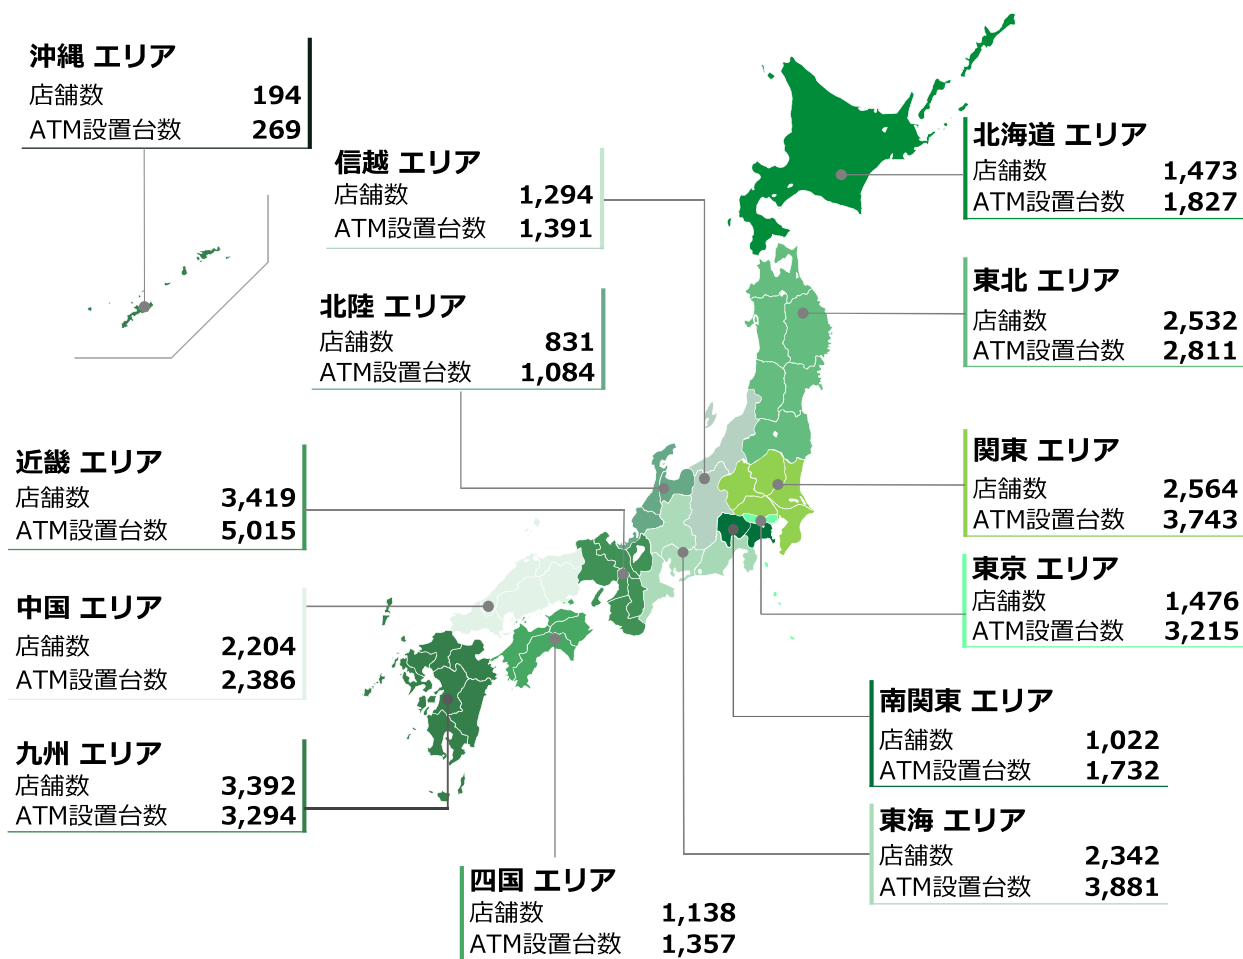 沖縄 エリア
店舗数 194
ATM設置台数 269
信越 エリア
店舗数 1,294
ATM設置台数 1,391
北陸 エリア
店舗数 831
ATM設置台数 1,084
近畿 エリア
店舗数 3,419
ATM設置台数 5,015
中国 エリア
店舗数 2,204
ATM設置台数 2,386
九州 エリア
店舗数 3,392
ATM設置台数 3,294
四国 エリア
店舗数 1,138
ATM設置台数 1,357
北海道 エリア
店舗数 1,473
ATM設置台数 1,827
東北 エリア
店舗数 2,532
ATM設置台数 2,811
関東 エリア
店舗数 2,564
ATM設置台数 3,743
東京 エリア
店舗数 1,476
ATM設置台数 3,215
南関東 エリア
店舗数 1,022
ATM設置台数 1,732
東海 エリア
店舗数 2,342
ATM設置台数 3,881